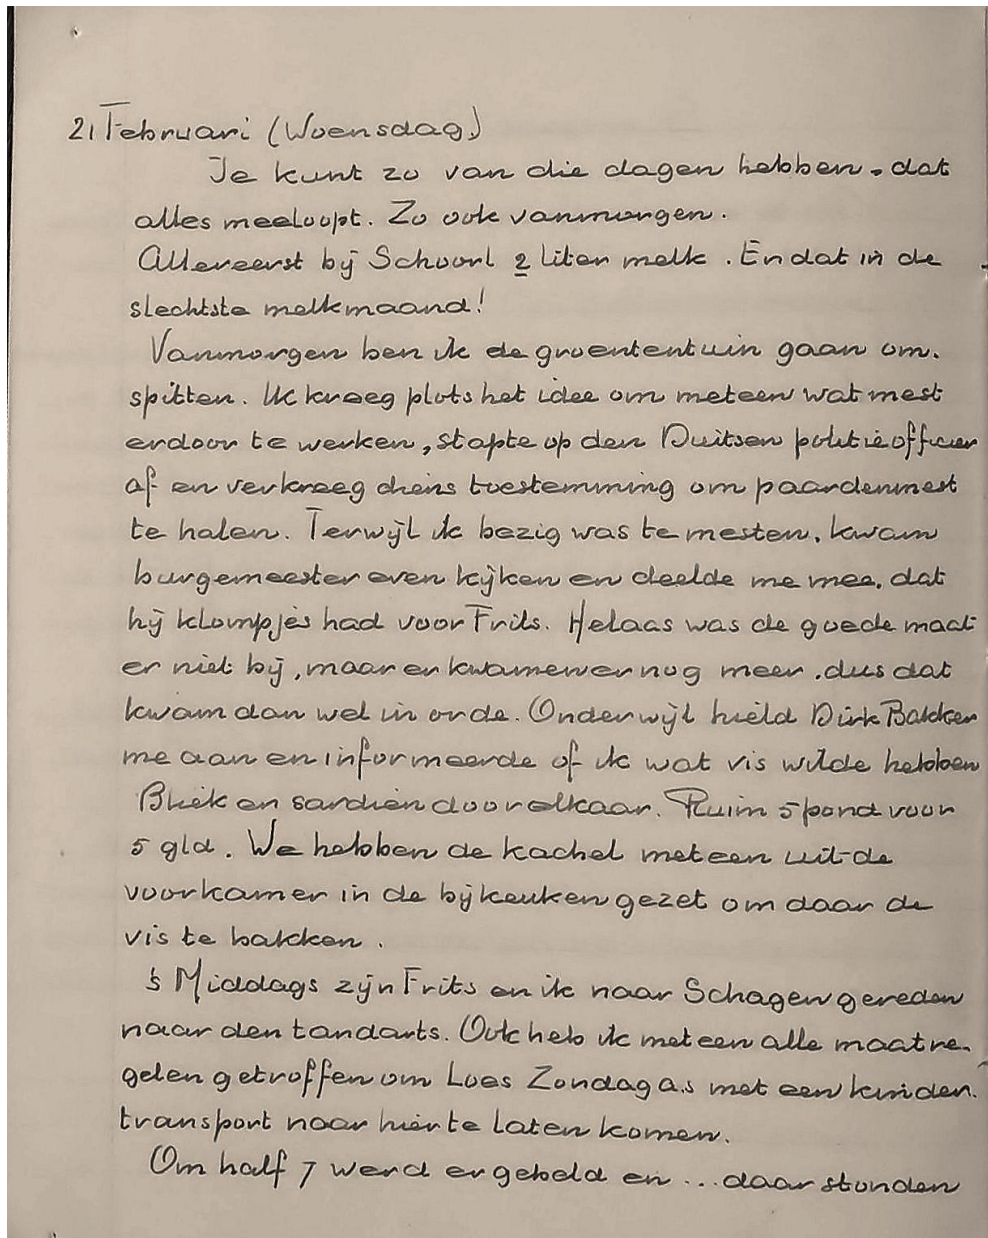 21 Februari (Woensdag)
Je kunt zo van die dagen hebben, dat
alles meeloopt. Zo ook vanmorgen.
Allereerst bij Schoorl 2 liter melk. En dat in de
slechtste melkmaand!
Vanmorgen ben ik de groentetuin gaan om-
spitten. Ik kreeg plots het idee om meteen wat mest
erdoor te werken, stapte op den Duitsen politieofficier
af en verkreeg diens toestemming om paardenmest
te halen. Terwijl ik bezig was te mesten, kwam
burgemeester even kijken en deelde me mee, dat
hij klompjes had voor Frits. Helaas was de goede maat
er niet bij, maar er kwamen er nog meer, dus dat
kwam dan wel in orde. Onderwijl hield Dirk Bakker
me aan en informeerde of ik wat vis wilde hebben
Bliek en sardien door elkaar. Ruim 5 pond voor
5 gld. We hebben de kachel meteen uit de
voorkamer in de bijkeuken gezet om daar de
vis te bakken.
's Middags zijn Frits en ik naar Schagen gereden
naar den tandarts. Ook heb ik meteen alle maatre-
gelen getroffen om Loes Zondag a.s met een kinder-
transport naar hier te laten komen.
Om half 7 werd er gebeld en ... daar stonden